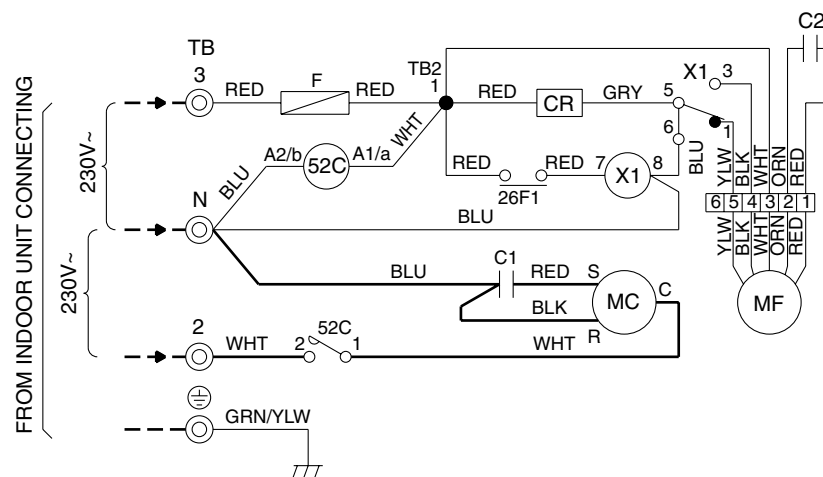 FROM INDOOR UNIT CONNECTING
230V~
230V~
TB
3
RED
F
RED
TB2
1
RED
CR
GRY
5
X1
3
1
6
BLU
C2
A2/b
52C
A1/a
WHT
BLU
N
RED
26F1
RED
7
X1
8
BLU
YLW
BLK
WHT
ORN
RED
6 5 4 3 2 1
YLW
BLK
WHT
ORN
RED
MF
BLU
C1
RED
S
MC
C
BLK
R
2
WHT
52C
2
1
WHT
GRN/YLW